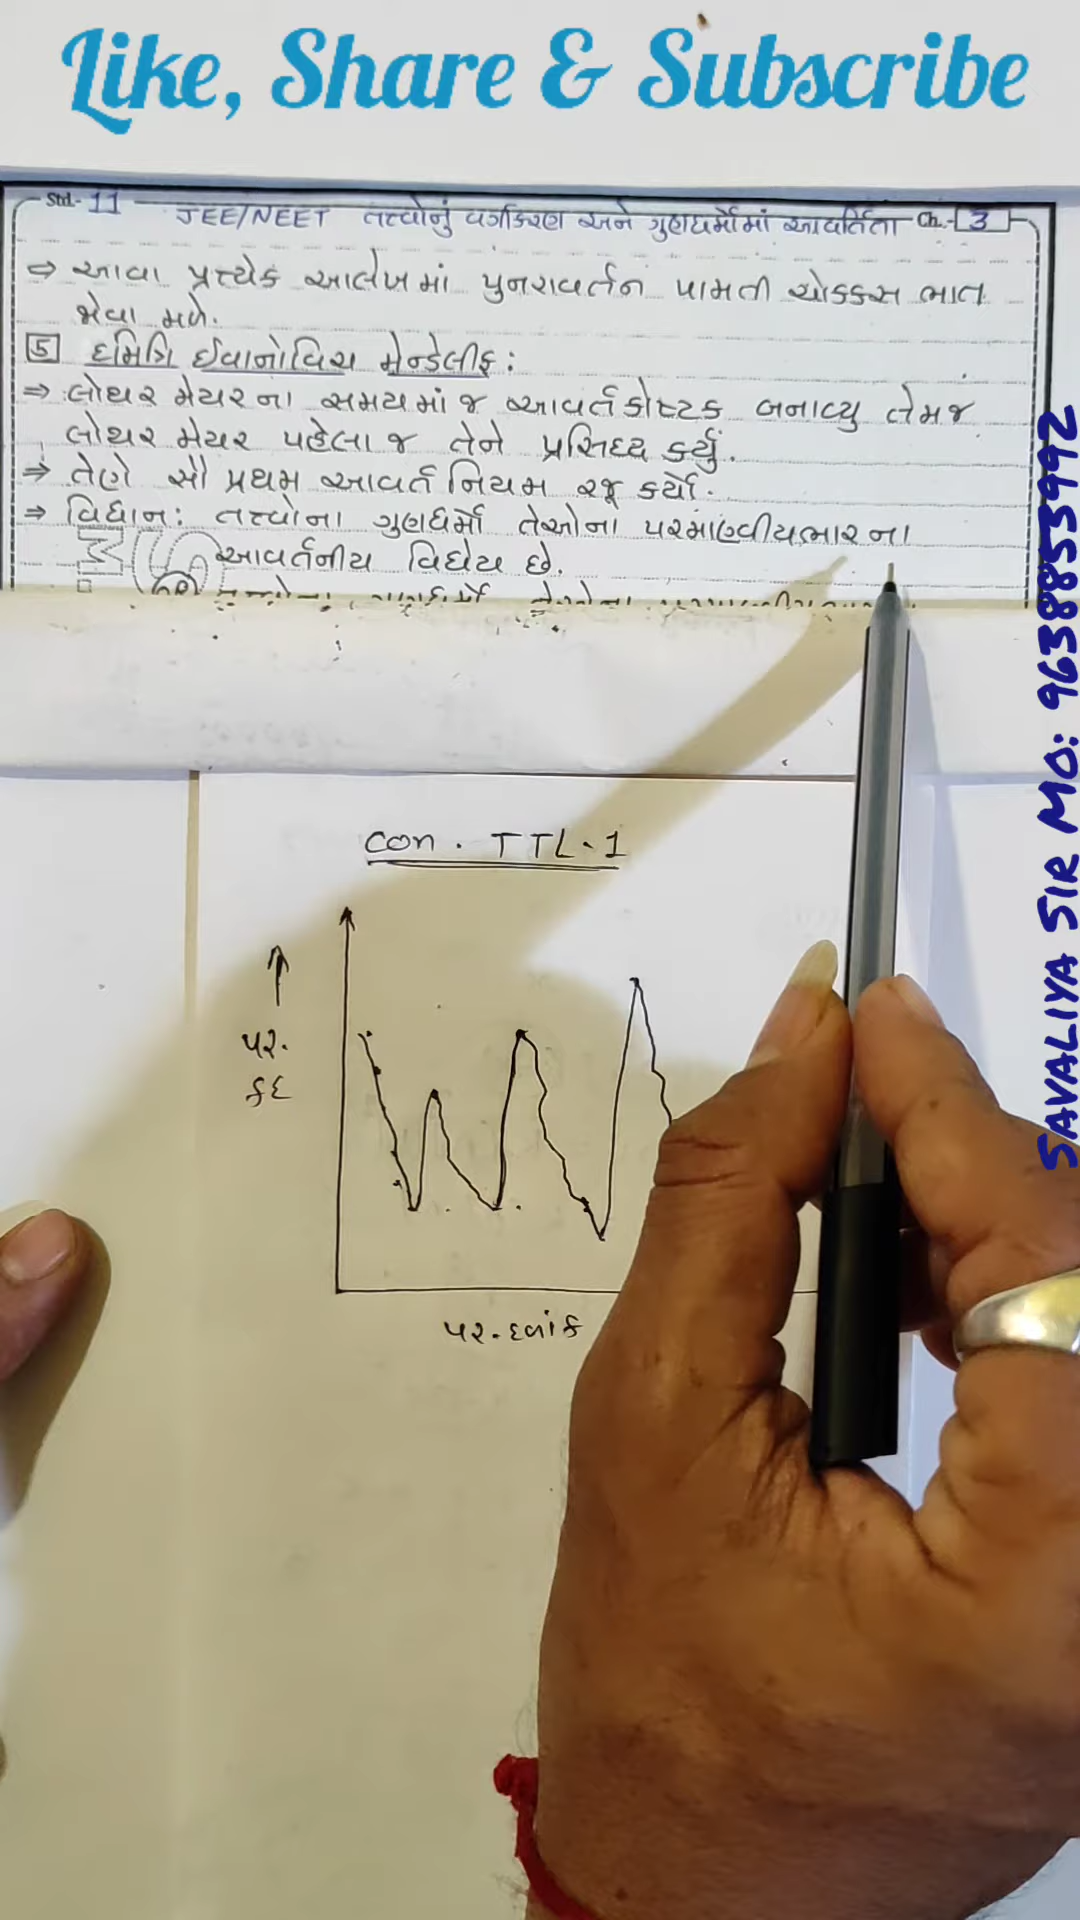 Like, Share & Subscribe
Std.- 11 JEE/NEET તત્ત્વોનું વર્ગીકરણ અને ગુણધર્મોમાં આવર્તિતા Ch.- 3
⇒ આવા પ્રત્યેક આલેખમાં પુનરાવર્તન પામતી ચોક્કસ ભાત
જોવા મળે.
5 દમિત્રિ ઈવાનોવિચ મેન્ડેલીફ :
⇒ લોથર મેયરના સમયમાં જ આવર્તકોષ્ટક બનાવ્યુ તેમજ
લોથર મેયર પહેલા જ તેને પ્રસિધ્ધ કર્યું.
⇒ તેણે સૌ પ્રથમ આવર્ત નિયમ રજૂ કર્યો.
⇒ વિધાન : તત્ત્વોના ગુણધર્મો તેઓના પરમાણ્વીયભારના
આવર્તનીય વિધેય છે.
SAVALIYA SIR MO: 9638853992
con. TTL-1
↑
પર.
કદ
પર. ક્રમાંક